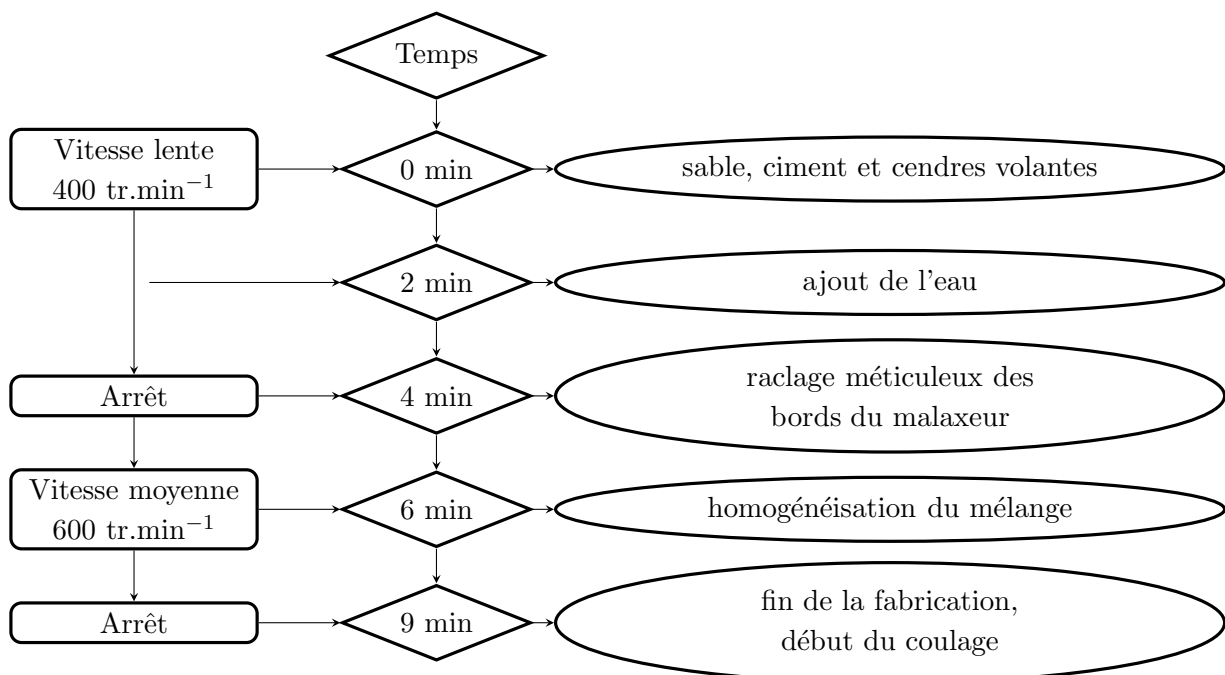 Temps
Vitesse lente
400 tr.min⁻¹
0 min
sable, ciment et cendres volantes
2 min
ajout de l'eau
Arrêt
4 min
raclage méticuleux des
bords du malaxeur
Vitesse moyenne
600 tr.min⁻¹
6 min
homogénéisation du mélange
Arrêt
9 min
fin de la fabrication,
début du coulage